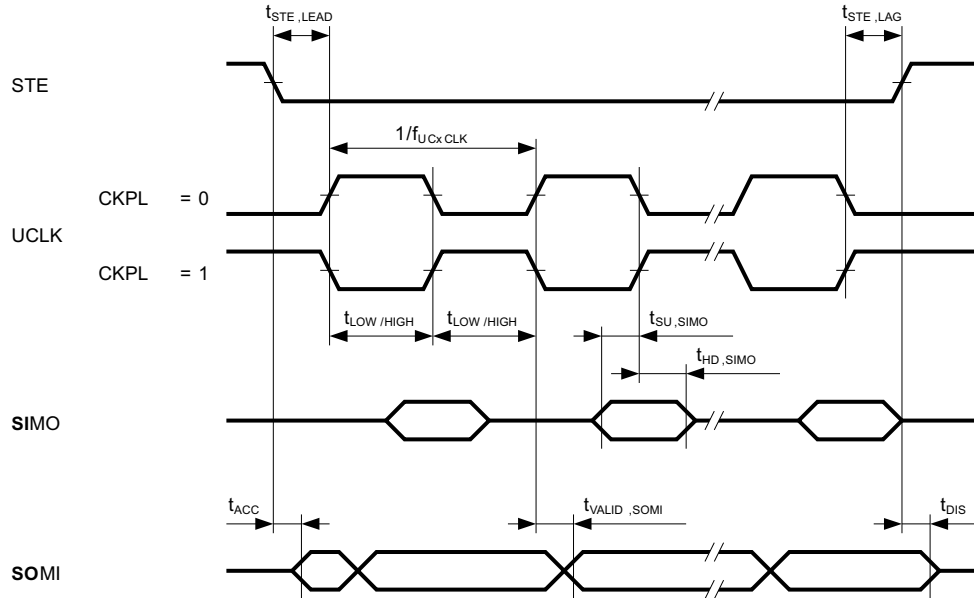 tSTE,LEAD
tSTE,LAG
STE
1/fUCxCLK
CKPL = 0
UCLK
CKPL = 1
tLOW/HIGH tLOW/HIGH
tSU,SIMO
tHD,SIMO
SIMO
tACC
tVALID,SOMI
tDIS
SOMI